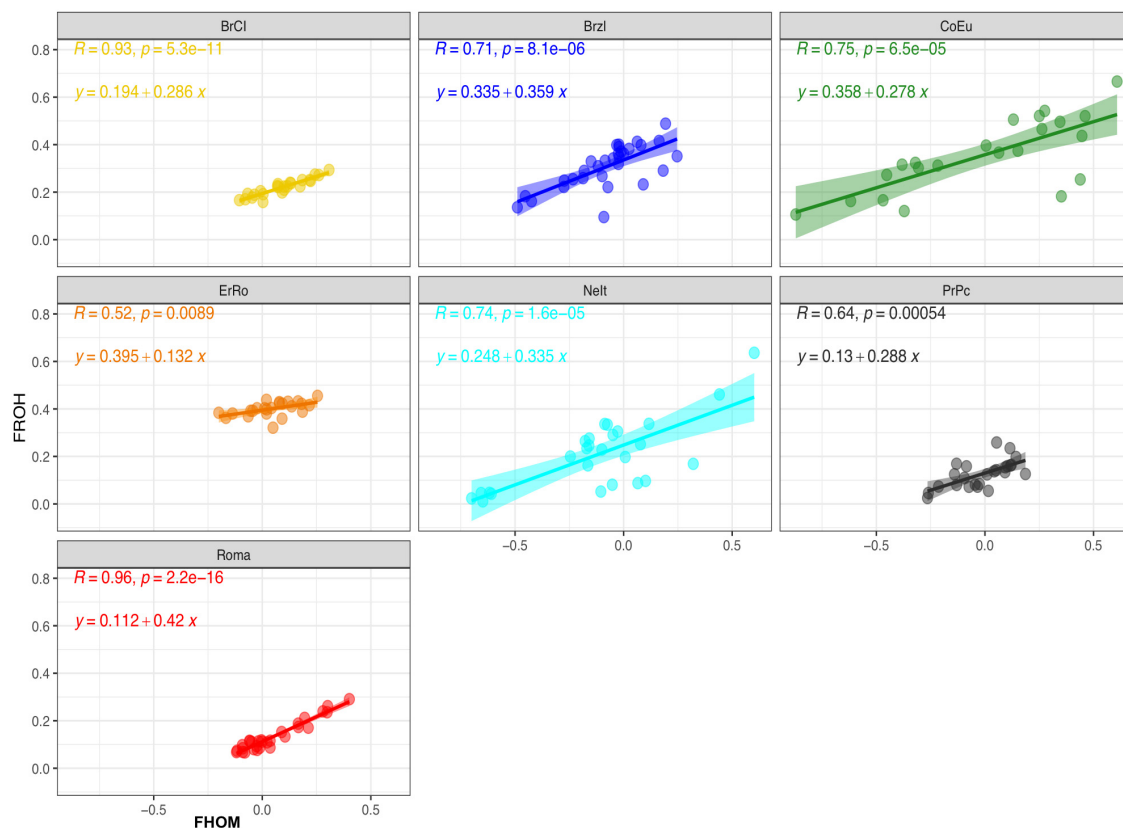 BrCI Brzl CoEu
R = 0.93, p = 5.3e−11 R = 0.71, p = 8.1e−06 R = 0.75, p = 6.5e−05
y = 0.194 + 0.286 x y = 0.335 + 0.359 x y = 0.358 + 0.278 x
0.8
0.6
0.4
0.2
0.0
ErRo NeIt PrPc
R = 0.52, p = 0.0089 R = 0.74, p = 1.6e−05 R = 0.64, p = 0.00054
y = 0.395 + 0.132 x y = 0.248 + 0.335 x y = 0.13 + 0.288 x
0.8
0.6
0.4
0.2
0.0
FROH
−0.5 0.0 0.5 −0.5 0.0 0.5
Roma
R = 0.96, p = 2.2e−16
y = 0.112 + 0.42 x
0.8
0.6
0.4
0.2
0.0
−0.5 0.0 0.5
FHOM